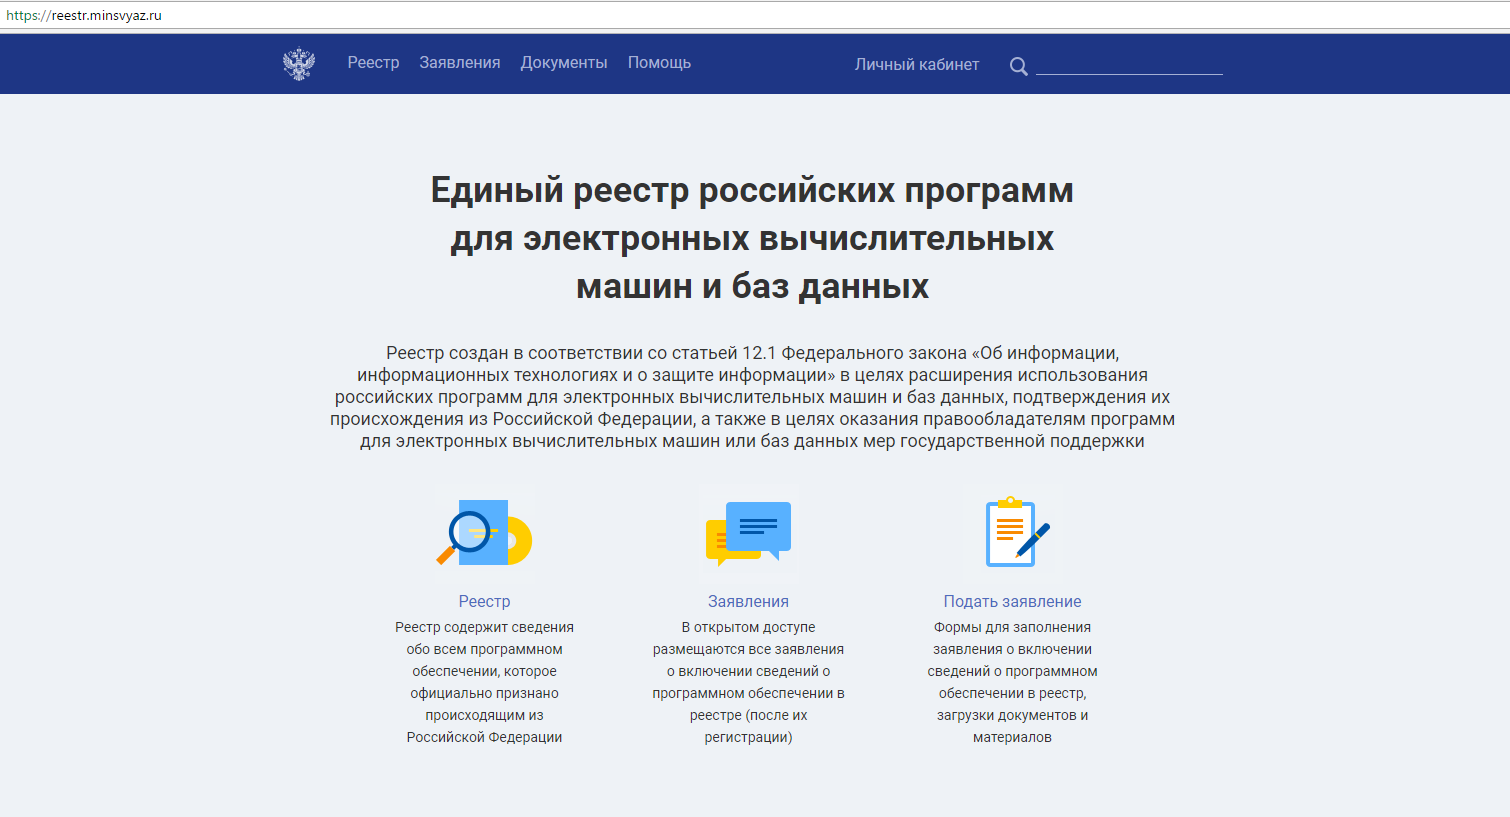 https://reestr.minsvyaz.ru
Реестр Заявления Документы Помощь Личный кабинет
Единый реестр российских программ
для электронных вычислительных
машин и баз данных
Реестр создан в соответствии со статьей 12.1 Федерального закона «Об информации,
информационных технологиях и о защите информации» в целях расширения использования
российских программ для электронных вычислительных машин и баз данных, подтверждения их
происхождения из Российской Федерации, а также в целях оказания правообладателям программ
для электронных вычислительных машин или баз данных мер государственной поддержки
Реестр
Реестр содержит сведения
обо всем программном
обеспечении, которое
официально признано
происходящим из
Российской Федерации
Заявления
В открытом доступе
размещаются все заявления
о включении сведений о
программном обеспечении в
реестре (после их
регистрации)
Подать заявление
Формы для заполнения
заявления о включении
сведений о программном
обеспечении в реестр,
загрузки документов и
материалов